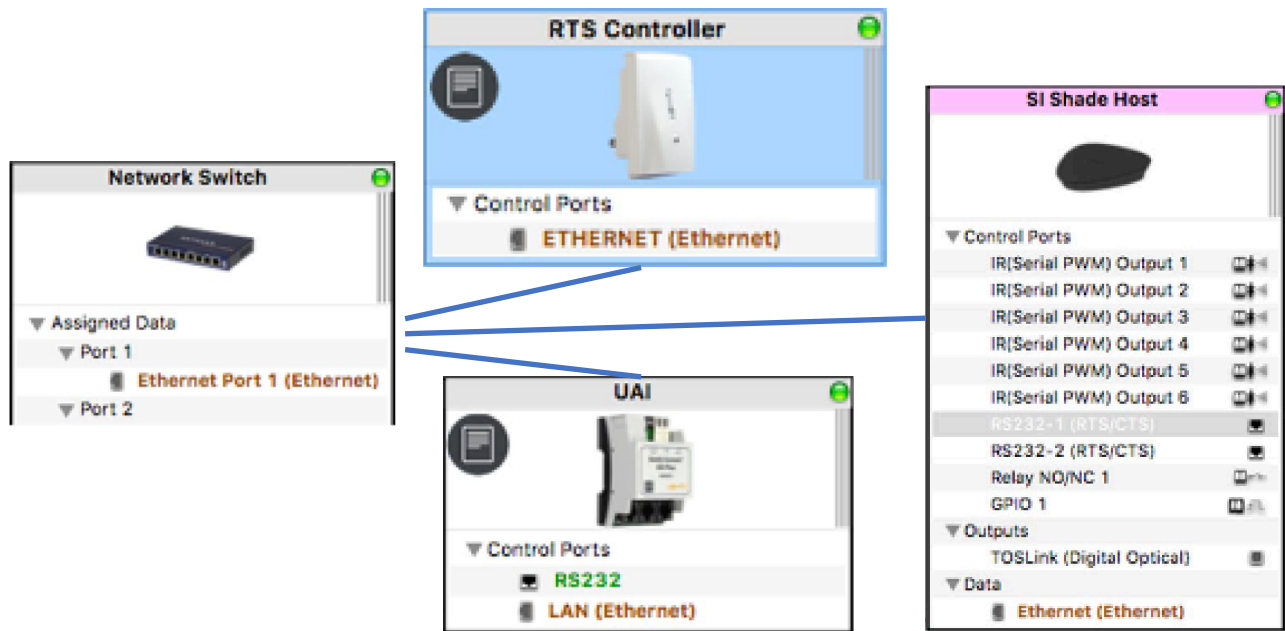 RTS Controller
Control Ports
ETHERNET (Ethernet)
Network Switch
Assigned Data
Port 1
Ethernet Port 1 (Ethernet)
Port 2
UAI
Control Ports
RS232
LAN (Ethernet)
SI Shade Host
Control Ports
IR(Serial PWM) Output 1
IR(Serial PWM) Output 2
IR(Serial PWM) Output 3
IR(Serial PWM) Output 4
IR(Serial PWM) Output 5
IR(Serial PWM) Output 6
RS232-1 (RTS/CTS)
RS232-2 (RTS/CTS)
Relay NO/NC 1
GPIO 1
Outputs
TOSLink (Digital Optical)
Data
Ethernet (Ethernet)